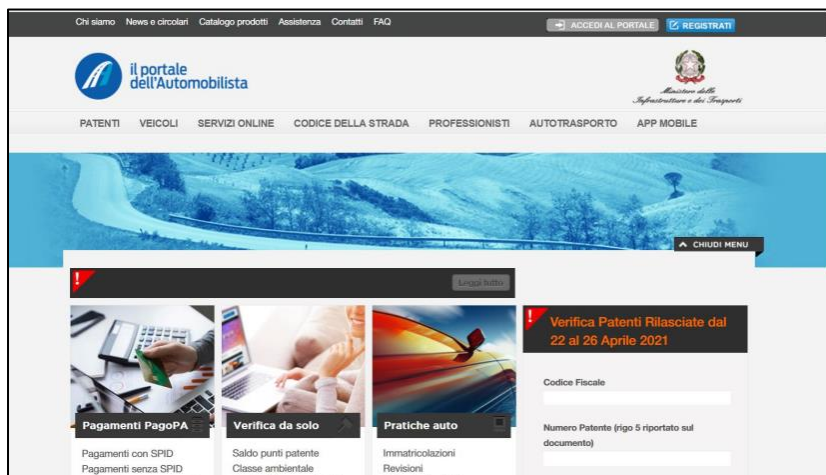 Chi siamo News e circolari Catalogo prodotti Assistenza Contatti FAQ
ACCEDI AL PORTALE REGISTRATI
il portale
dell'Automobilista
Ministero delle
Infrastrutture e dei Trasporti
PATENTI VEICOLI SERVIZI ONLINE CODICE DELLA STRADA PROFESSIONISTI AUTOTRASPORTO APP MOBILE
CHIUDI MENU
! Leggi tutto
Pagamenti PagoPA
Pagamenti con SPID
Pagamenti senza SPID
Verifica da solo
Saldo punti patente
Classe ambientale
Pratiche auto
Immatricolazioni
Revisioni
! Verifica Patenti Rilasciate dal
22 al 26 Aprile 2021
Codice Fiscale
Numero Patente (rigo 5 riportato sul
documento)